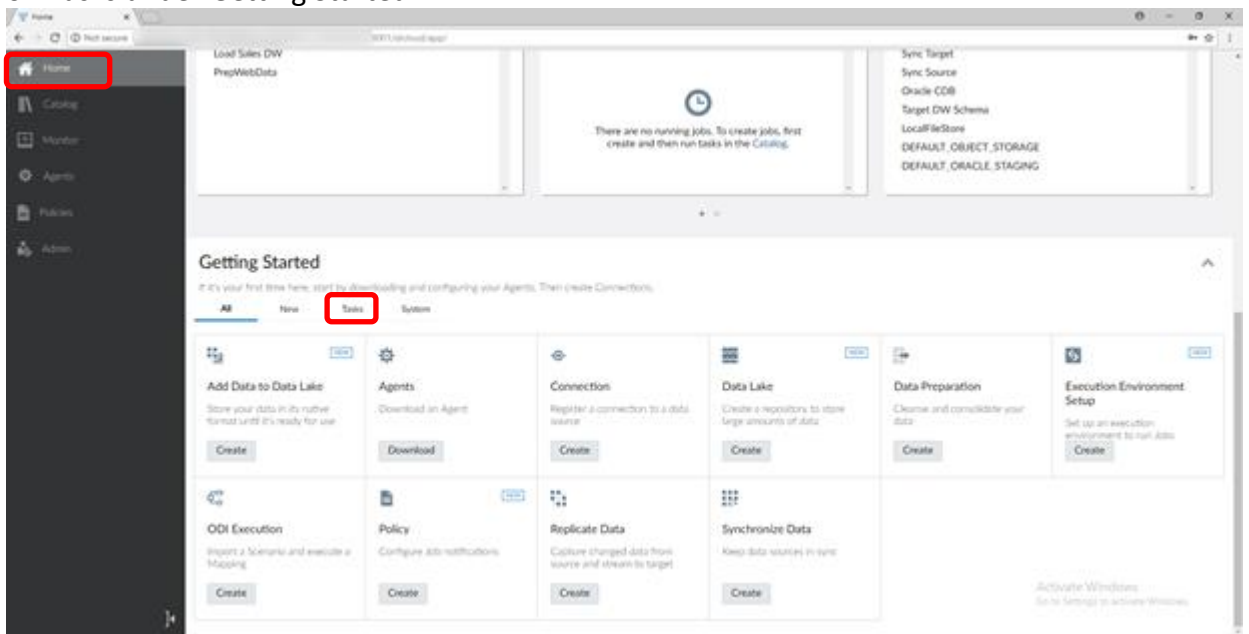 Home
Not secure
Home
Catalog
Monitor
Agents
Policies
Admin
Load Sales DW
PrepWebData
There are no running jobs. To create jobs, first
create and then run tasks in the Catalog.
Sync Target
Sync Source
Oracle CDB
Target DW Schema
LocalFileStore
DEFAULT_OBJECT_STORAGE
DEFAULT_ORACLE_STAGING
Getting Started
If it's your first time here, start by downloading and configuring your Agents. Then create Connections.
All New Tasks System
NEW
Add Data to Data Lake
Store your data in its native
format until it's ready for use
Create
Agents
Download an Agent
Download
Connection
Register a connection to a data
source
Create
NEW
Data Lake
Create a repository to store
large amounts of data
Create
Data Preparation
Cleanse and consolidate your
data
Create
NEW
Execution Environment
Setup
Set up an execution
environment to run Jobs
Create
ODI Execution
Import a Scenario and execute a
Mapping
Create
NEW
Policy
Configure Job notifications
Create
Replicate Data
Capture changed data from
source and stream to target
Create
Synchronize Data
Keep data sources in sync
Create
Activate Windows
Go to Settings to activate Windows.